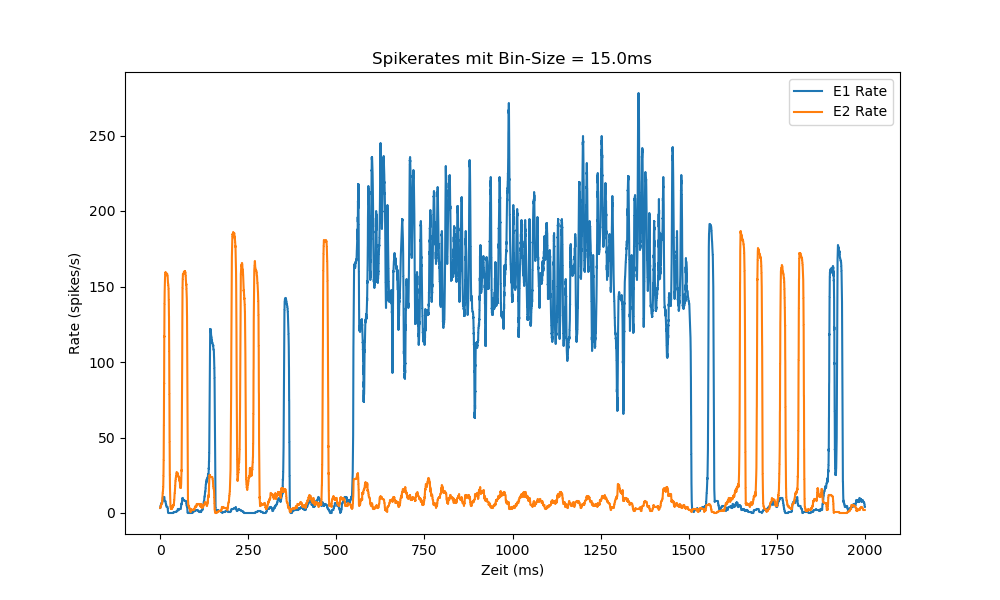 Spikerates mit Bin-Size = 15.0ms
E1 Rate
E2 Rate
Rate (spikes/s)
250
200
150
100
50
0
0 250 500 750 1000 1250 1500 1750 2000
Zeit (ms)